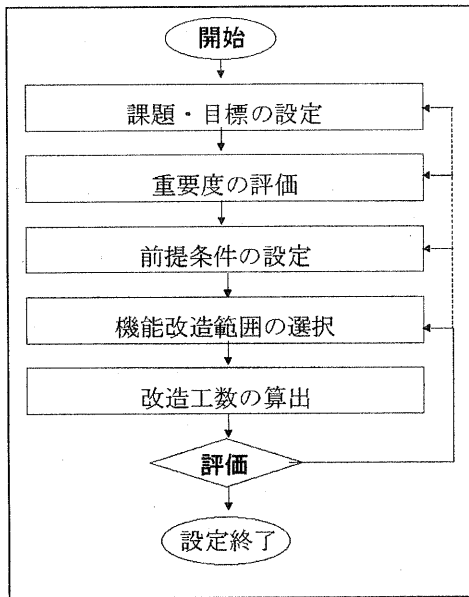 開始
課題・目標の設定
重要度の評価
前提条件の設定
機能改造範囲の選択
改造工数の算出
評価
設定終了